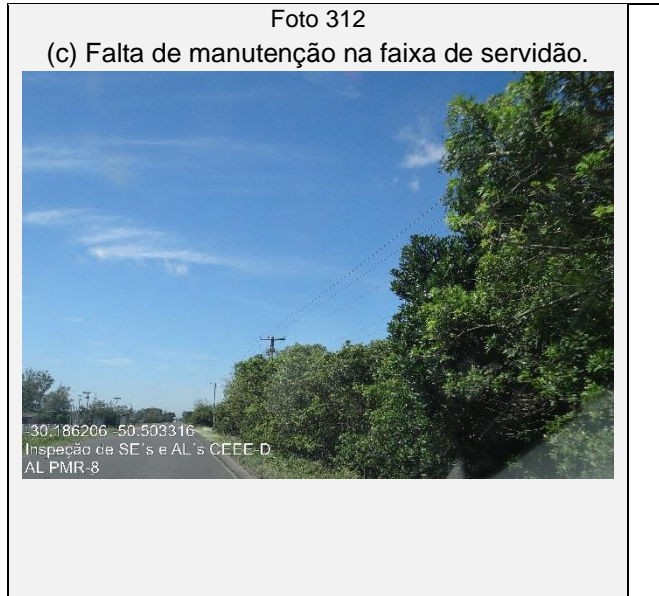 Foto 312
(c) Falta de manutenção na faixa de servidão.
-30.186206 -50.503316
Inspeção de SE´s e AL´s CEEE-D
AL PMR-8